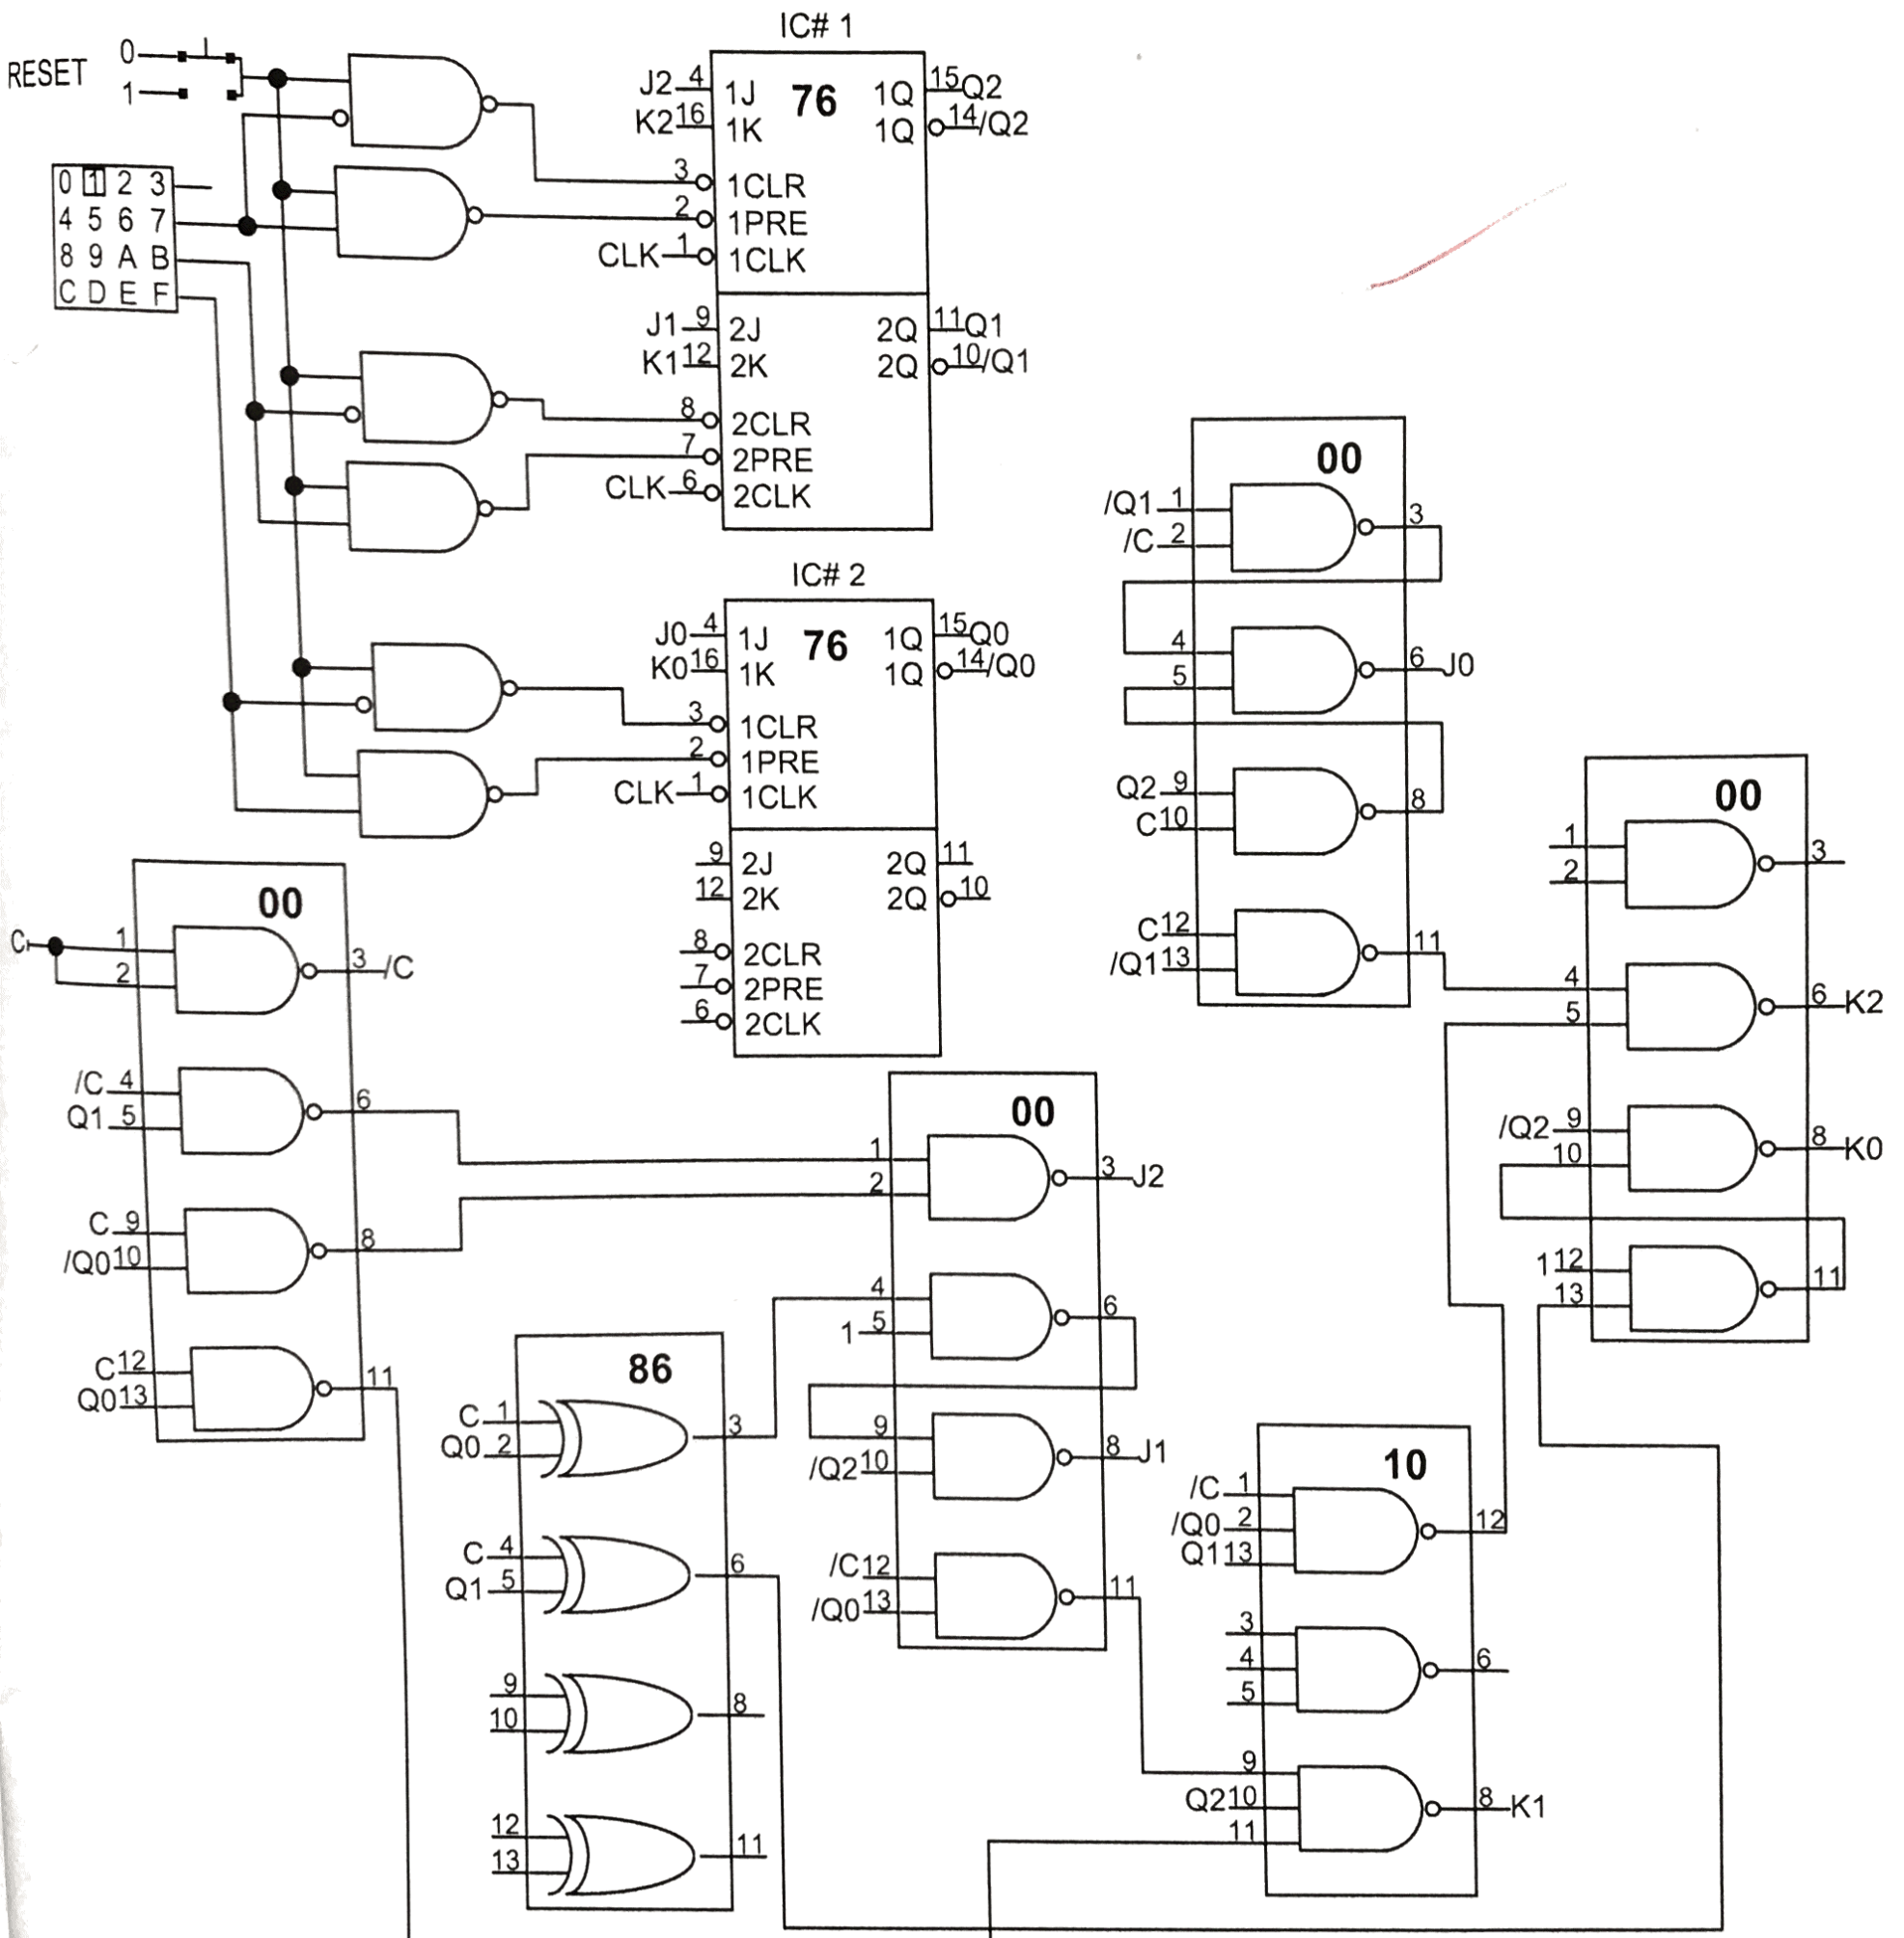 IC# 1
RESET
0
1
0 1 2 3
4 5 6 7
8 9 A B
C D E F
J2 4 1J 76 1Q 15 Q2
K2 16 1K 1Q 14 /Q2
3 1CLR
2 1PRE
CLK 1 1CLK
J1 9 2J 2Q 11 Q1
K1 12 2K 2Q 10 /Q1
8 2CLR
7 2PRE
CLK 6 2CLK
IC# 2
J0 4 1J 76 1Q 15 Q0
K0 16 1K 1Q 14 /Q0
3 1CLR
2 1PRE
CLK 1 1CLK
9 2J 2Q 11
12 2K 2Q 10
8 2CLR
7 2PRE
6 2CLK
00
/Q1 1 3
/C 2
4 6 J0
5
Q2 9 8
C 10
C 12 11
/Q1 13
00
1 3
2
4 6 K2
5
/Q2 9 8 K0
10
1 12 11
13
00
C 1 3 /C
2
/C 4 6
Q1 5
C 9 8
/Q0 10
C 12 11
Q0 13
00
1 3 J2
2
4 6
1 5
9 8 J1
/Q2 10
/C 12 11
/Q0 13
86
C 1 3
Q0 2
C 4 6
Q1 5
9 8
10
12 11
13
10
/C 1 12
/Q0 2
Q1 13
3
4 6
5
9
Q2 10 8 K1
11